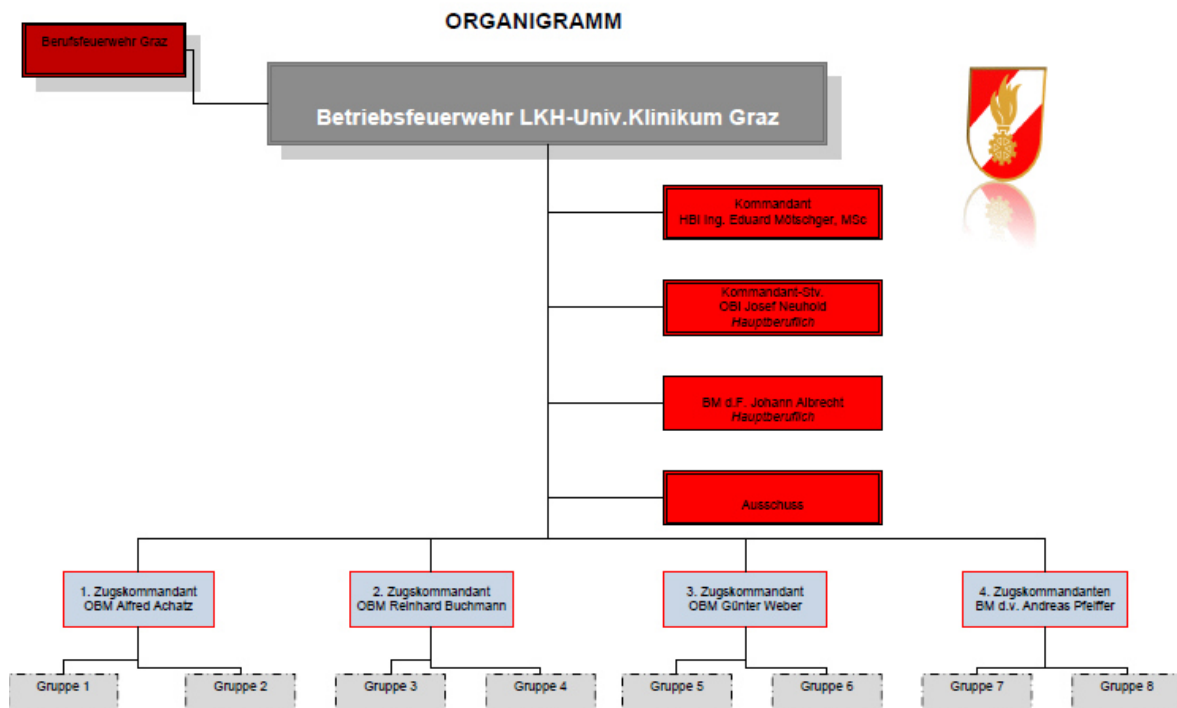 ORGANIGRAMM
Berufsfeuerwehr Graz
Betriebsfeuerwehr LKH-Univ.Klinikum Graz
Kommandant
HBI Ing. Eduard Mötschger, MSc
Kommandant-Stv.
OBI Josef Neuhold
Hauptberuflich
BM d.F. Johann Albrecht
Hauptberuflich
Ausschuss
1. Zugskommandant
OBM Alfred Achatz
2. Zugskommandant
OBM Reinhard Buchmann
3. Zugskommandant
OBM Günter Weber
4. Zugskommandanten
BM d.v. Andreas Pfeiffer
Gruppe 1
Gruppe 2
Gruppe 3
Gruppe 4
Gruppe 5
Gruppe 6
Gruppe 7
Gruppe 8